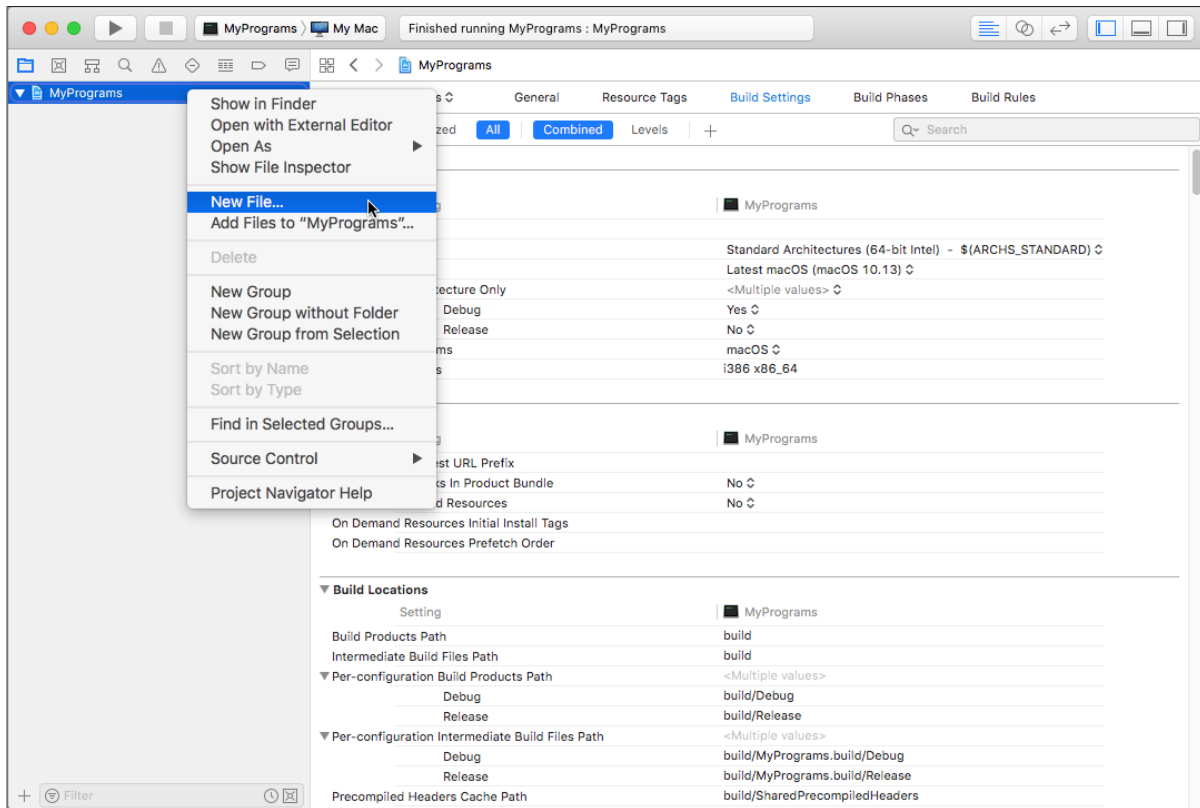 MyPrograms My Mac Finished running MyPrograms : MyPrograms
MyPrograms
MyPrograms
General Resource Tags Build Settings Build Phases Build Rules
All Combined Levels + Search
Show in Finder
Open with External Editor
Open As
Show File Inspector
New File...
Add Files to “MyPrograms”...
Delete
New Group
New Group without Folder
New Group from Selection
Sort by Name
Sort by Type
Find in Selected Groups...
Source Control
Project Navigator Help
MyPrograms
Standard Architectures (64-bit Intel) - $(ARCHS_STANDARD)
Latest macOS (macOS 10.13)
Only <Multiple values>
Debug Yes
Release No
macOS
i386 x86_64
MyPrograms
URL Prefix
In Product Bundle No
Resources No
On Demand Resources Initial Install Tags
On Demand Resources Prefetch Order
Build Locations
Setting MyPrograms
Build Products Path build
Intermediate Build Files Path build
Per-configuration Build Products Path <Multiple values>
Debug build/Debug
Release build/Release
Per-configuration Intermediate Build Files Path <Multiple values>
Debug build/MyPrograms.build/Debug
Release build/MyPrograms.build/Release
Precompiled Headers Cache Path build/SharedPrecompiledHeaders
+ Filter